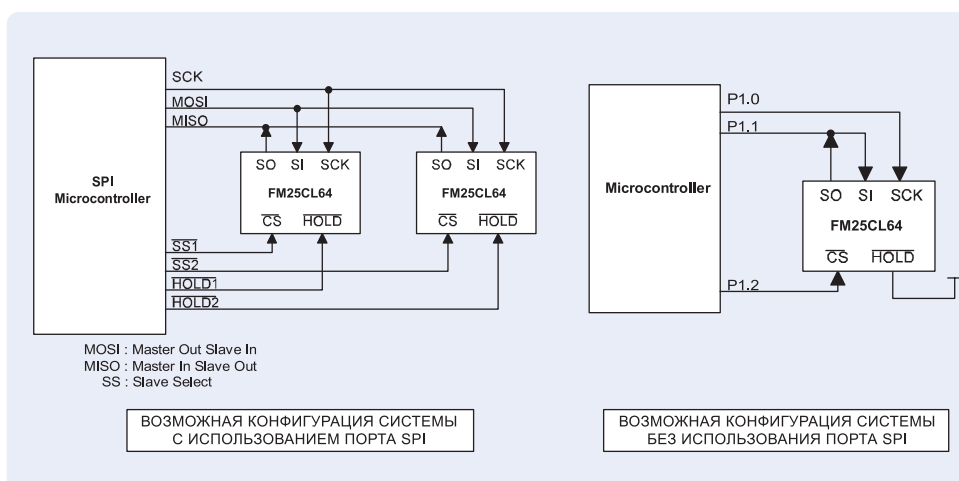 SCK
MOSI
MISO
SO SI SCK
FM25CL64
CS HOLD
SO SI SCK
FM25CL64
CS HOLD
SPI
Microcontroller
SS1
SS2
HOLD1
HOLD2
MOSI : Master Out Slave In
MISO : Master In Slave Out
SS : Slave Select
ВОЗМОЖНАЯ КОНФИГУРАЦИЯ СИСТЕМЫ
С ИСПОЛЬЗОВАНИЕМ ПОРТА SPI
P1.0
P1.1
Microcontroller
SO SI SCK
FM25CL64
CS HOLD
P1.2
ВОЗМОЖНАЯ КОНФИГУРАЦИЯ СИСТЕМЫ
БЕЗ ИСПОЛЬЗОВАНИЯ ПОРТА SPI